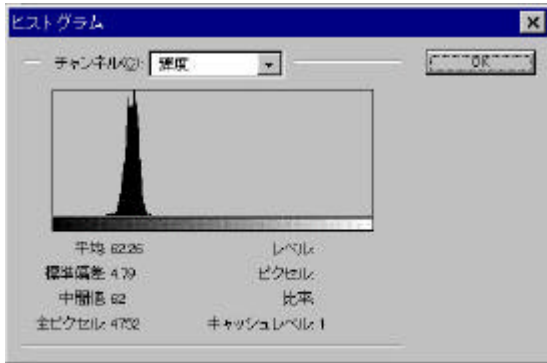 ヒストグラム
チャンネル(C): 輝度
OK
平均: 62.26
レベル:
標準偏差: 4.79
ピクセル:
中間値: 62
比率:
全ピクセル: 4752
キャッシュレベル: 1